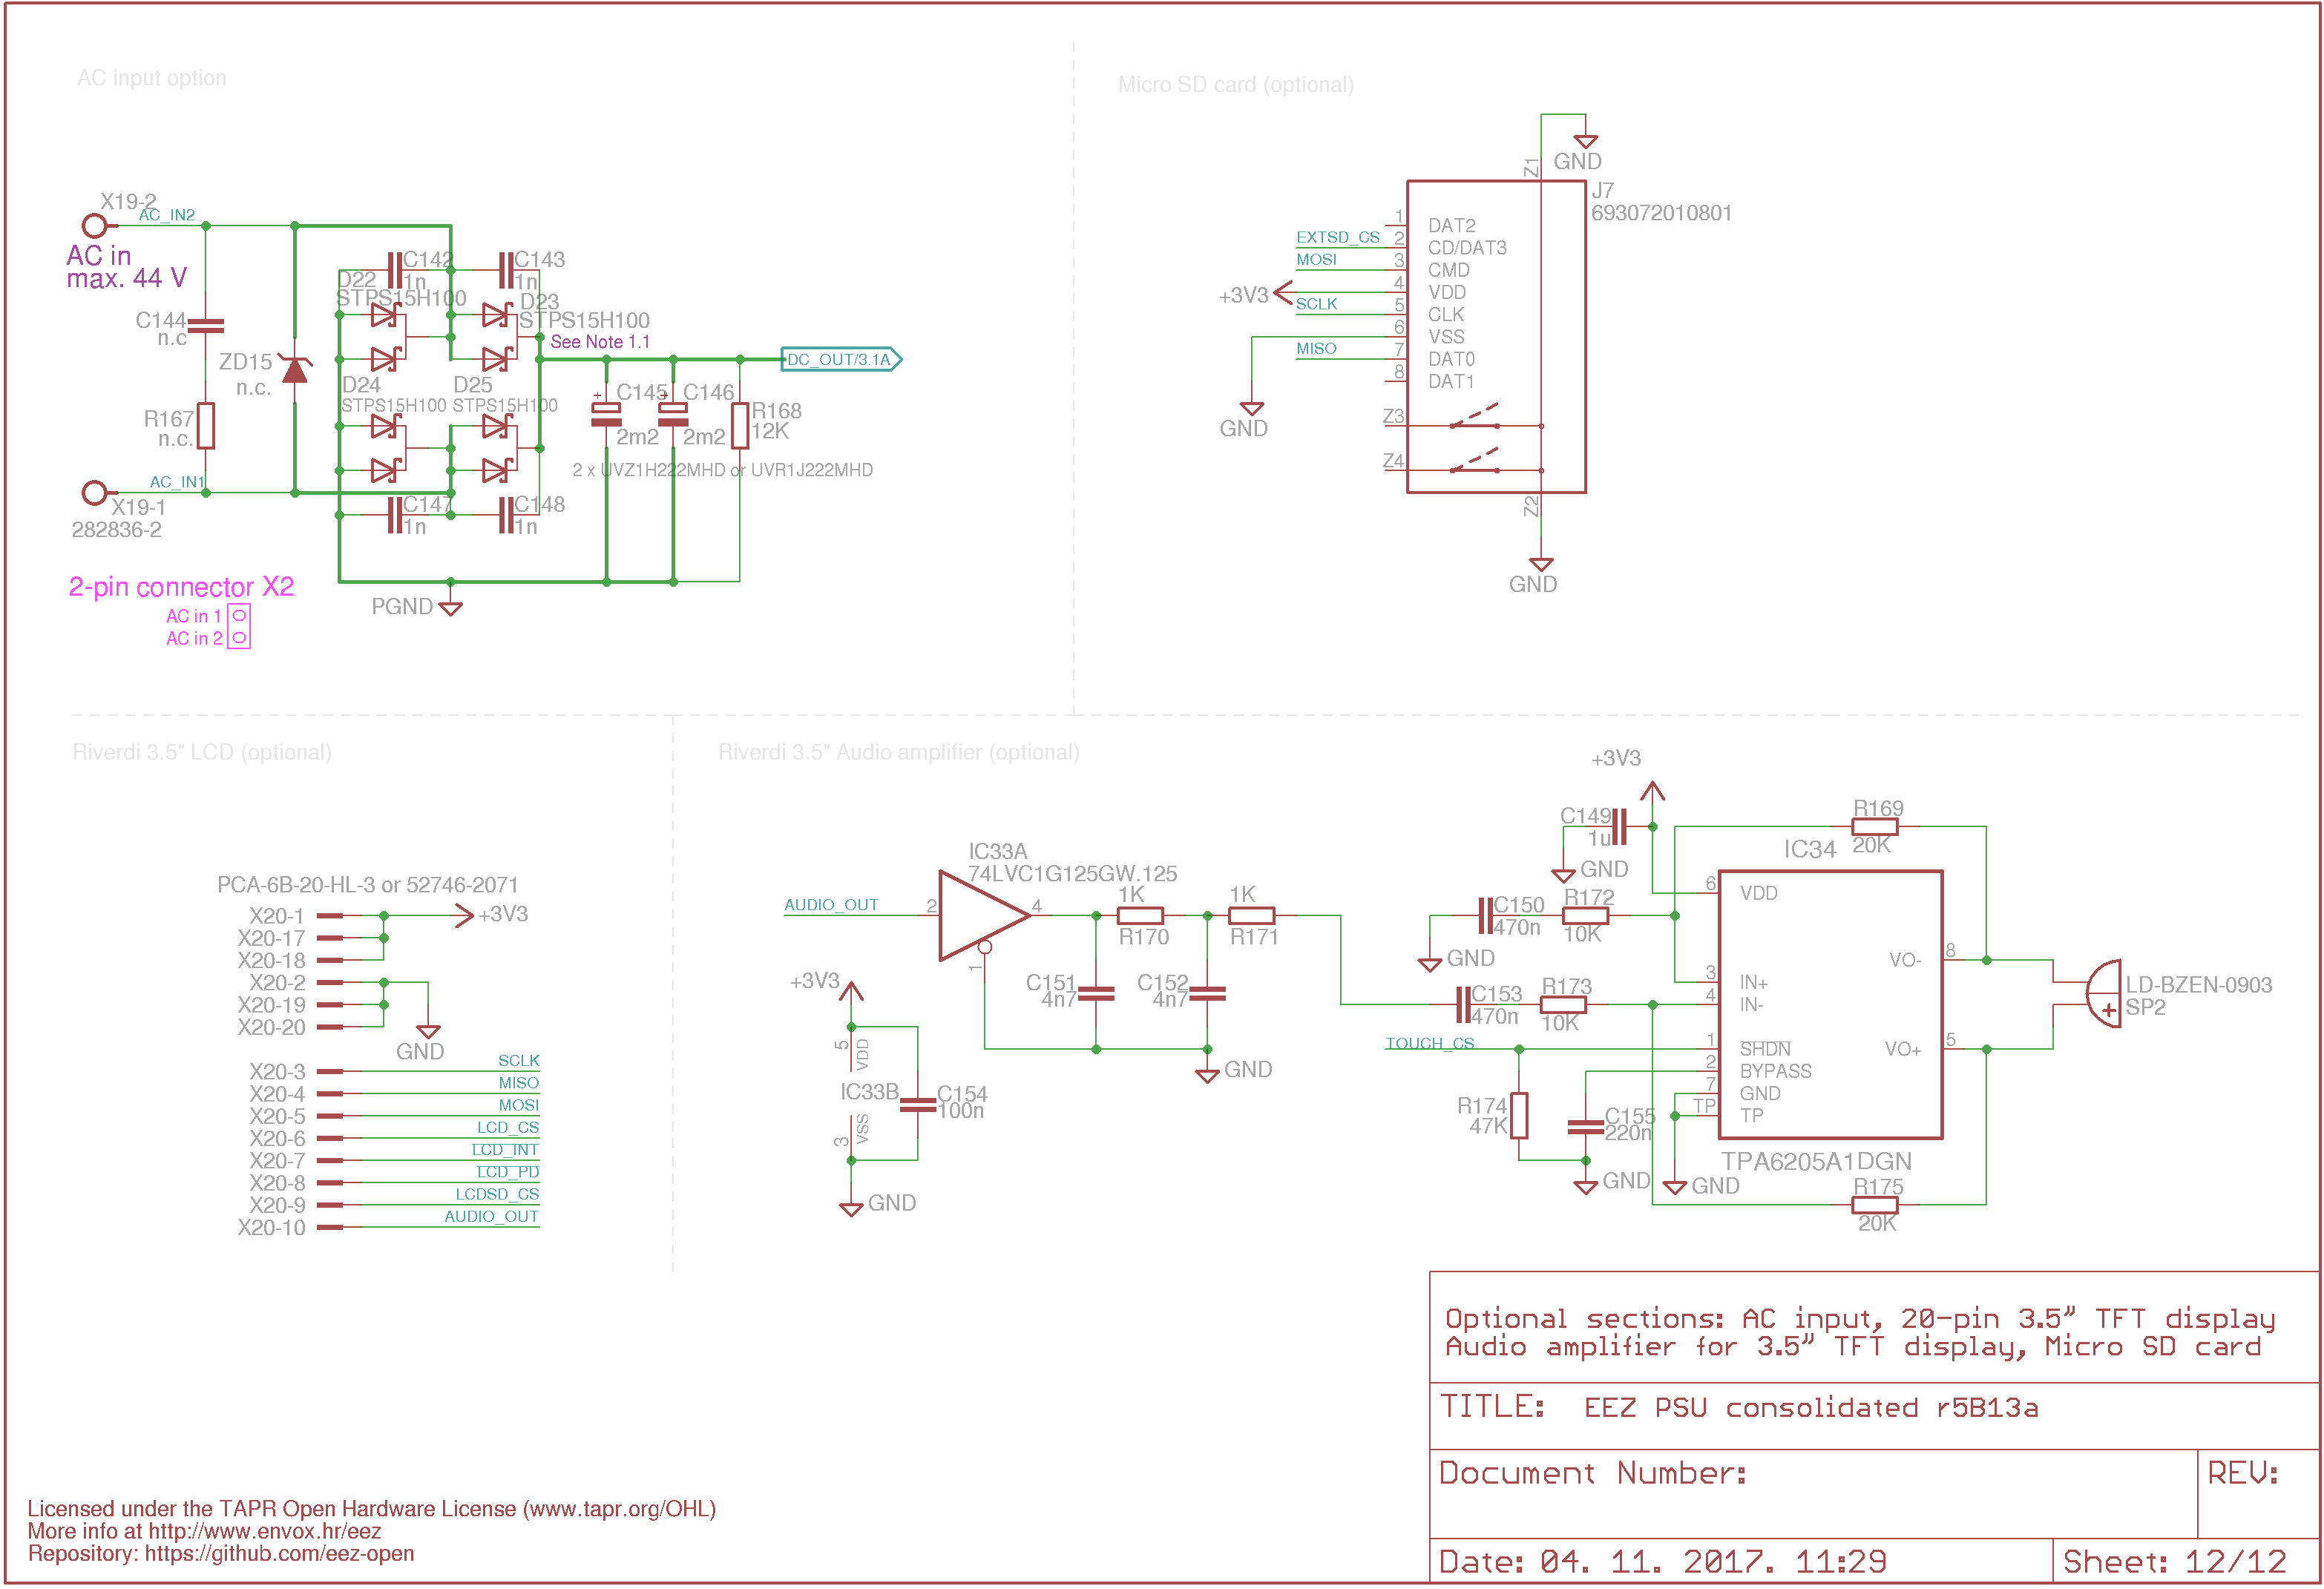 AC input option
X19-2
AC_IN2
AC in
max. 44 V
C144
n.c
ZD15
n.c.
R167
n.c.
AC_IN1
X19-1
282836-2
C142
1n
C143
1n
D22
STPS15H100
D23
STPS15H100
See Note 1.1
D24
STPS15H100
D25
STPS15H100
C147
1n
C148
1n
DC_OUT/3.1A
+
C145
2m2
+
C146
2m2
R168
12K
2 x UVZ1H222MHD or UVR1J222MHD
PGND
2-pin connector X2
AC in 1
AC in 2
Micro SD card (optional)
GND
Z1
J7
693072010801
1 DAT2
EXTSD_CS 2 CD/DAT3
MOSI 3 CMD
+3V3 4 VDD
SCLK 5 CLK
6 VSS
MISO 7 DAT0
8 DAT1
Z3
Z4
GND
Z2
GND
Riverdi 3.5" LCD (optional)
PCA-6B-20-HL-3 or 52746-2071
X20-1 +3V3
X20-17
X20-18
X20-2
X20-19
X20-20
GND
X20-3 SCLK
X20-4 MISO
X20-5 MOSI
X20-6 LCD_CS
X20-7 LCD_INT
X20-8 LCD_PD
X20-9 LCDSD_CS
X20-10 AUDIO_OUT
Riverdi 3.5" Audio amplifier (optional)
IC33A
74LVC1G125GW.125
AUDIO_OUT 2
4
1
1K
R170
1K
R171
C151
4n7
C152
4n7
GND
+3V3
5
VDD
IC33B
VSS
3
C154
100n
GND
+3V3
C149
1u
GND
R169
20K
IC34
C150
470n
R172
10K
GND
C153
470n
R173
10K
TOUCH_CS
R174
47K
C155
220n
GND
GND
6 VDD
3 IN+
4 IN-
1 SHDN
2 BYPASS
7 GND
TP TP
VO- 8
VO+ 5
TPA6205A1DGN
R175
20K
LD-BZEN-0903
+ SP2
Optional sections: AC input, 20-pin 3.5” TFT display
Audio amplifier for 3.5” TFT display, Micro SD card
TITLE: EEZ PSU consolidated r5B13a
Document Number:
REV:
Date: 04. 11. 2017. 11:29
Sheet: 12/12
Licensed under the TAPR Open Hardware License (www.tapr.org/OHL)
More info at http://www.envox.hr/eez
Repository: https://github.com/eez-open